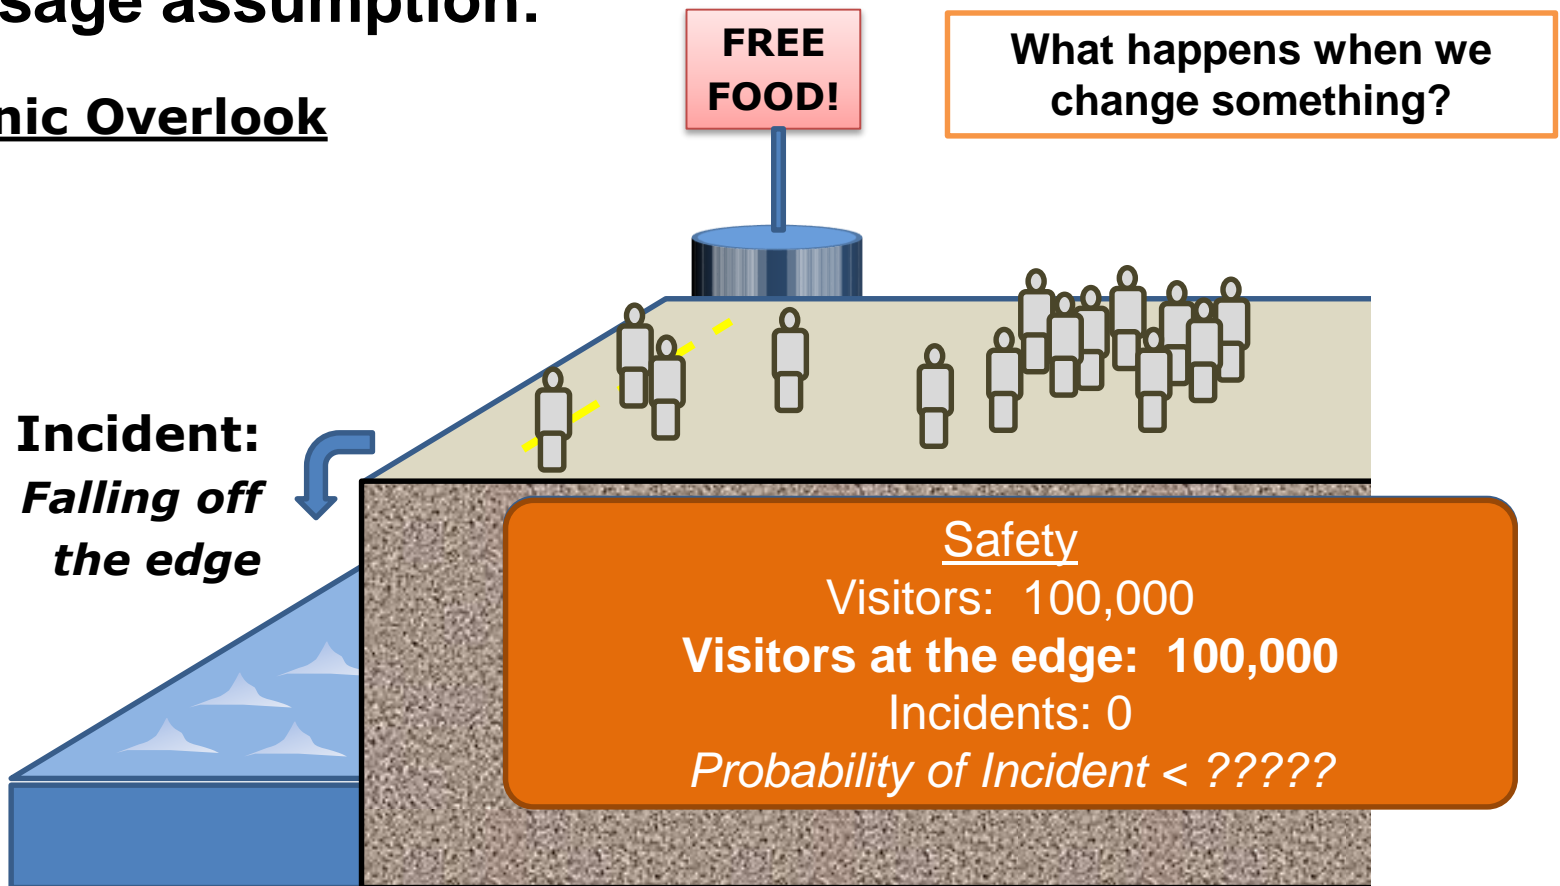 sage assumption:
nic Overlook
FREE
FOOD!
What happens when we
change something?
Incident:
Falling off
the edge
Safety
Visitors: 100,000
Visitors at the edge: 100,000
Incidents: 0
Probability of Incident < ?????